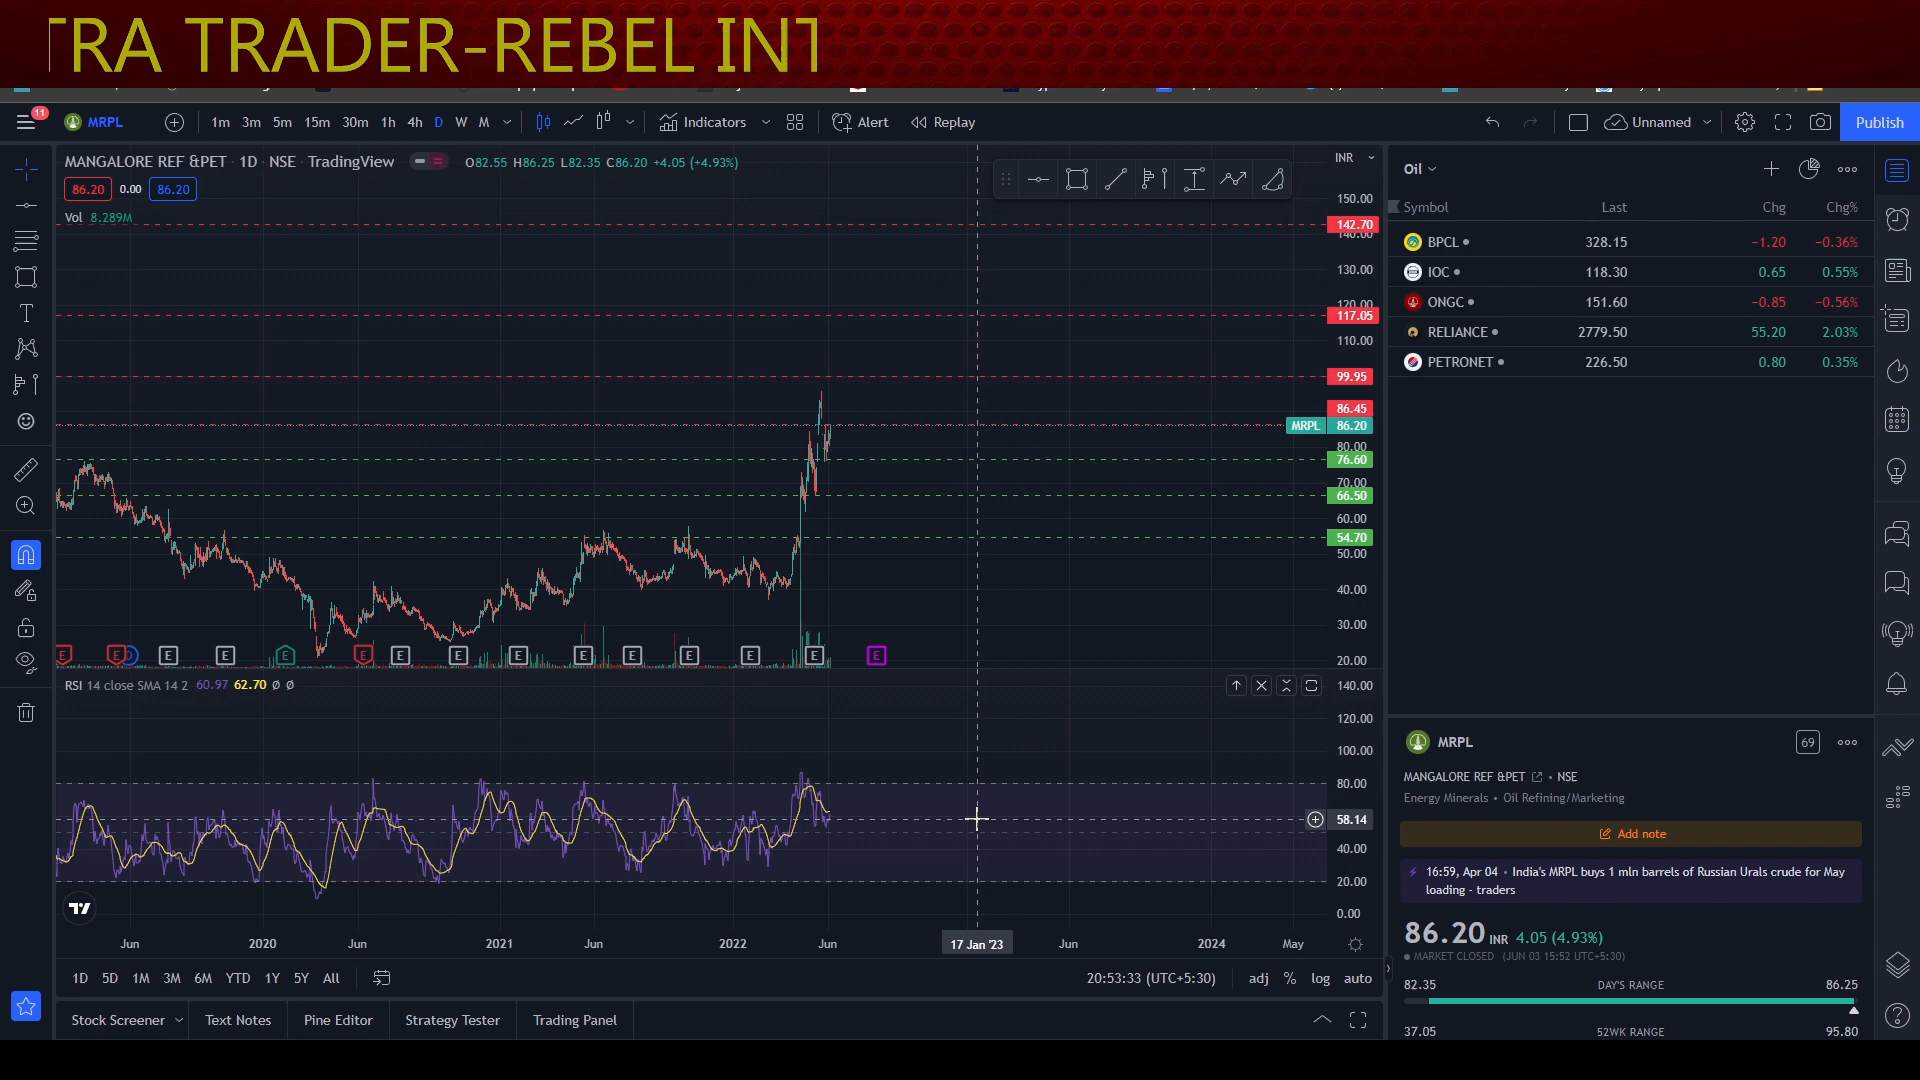 TRA TRADER-REBEL INT
11
MRPL
1m 3m 5m 15m 30m 1h 4h D W M
Indicators
Alert
Replay
Unnamed
Publish
MANGALORE REF &PET · 1D · NSE · TradingView
O82.55 H86.25 L82.35 C86.20 +4.05 (+4.93%)
86.20 0.00 86.20
Vol 8.289M
INR
150.00
142.70
140.00
130.00
120.00
117.05
110.00
99.95
86.45
MRPL 86.20
80.00
76.60
70.00
66.50
60.00
54.70
50.00
40.00
30.00
20.00
E E D E E E E E E E E E E E E E
RSI 14 close SMA 14 2 60.97 62.70 Ø Ø
140.00
120.00
100.00
80.00
58.14
40.00
20.00
0.00
Jun 2020 Jun 2021 Jun 2022 Jun 17 Jan '23 Jun 2024 May
1D 5D 1M 3M 6M YTD 1Y 5Y All
20:53:33 (UTC+5:30)
adj % log auto
Stock Screener
Text Notes
Pine Editor
Strategy Tester
Trading Panel
Oil
Symbol Last Chg Chg%
BPCL 328.15 −1.20 −0.36%
IOC 118.30 0.65 0.55%
ONGC 151.60 −0.85 −0.56%
RELIANCE 2779.50 55.20 2.03%
PETRONET 226.50 0.80 0.35%
MRPL
69
MANGALORE REF &PET • NSE
Energy Minerals • Oil Refining/Marketing
Add note
16:59, Apr 04 • India's MRPL buys 1 mln barrels of Russian Urals crude for May
loading - traders
86.20 INR 4.05 (4.93%)
MARKET CLOSED (JUN 03 15:52 UTC+5:30)
82.35 DAY'S RANGE 86.25
37.05 52WK RANGE 95.80